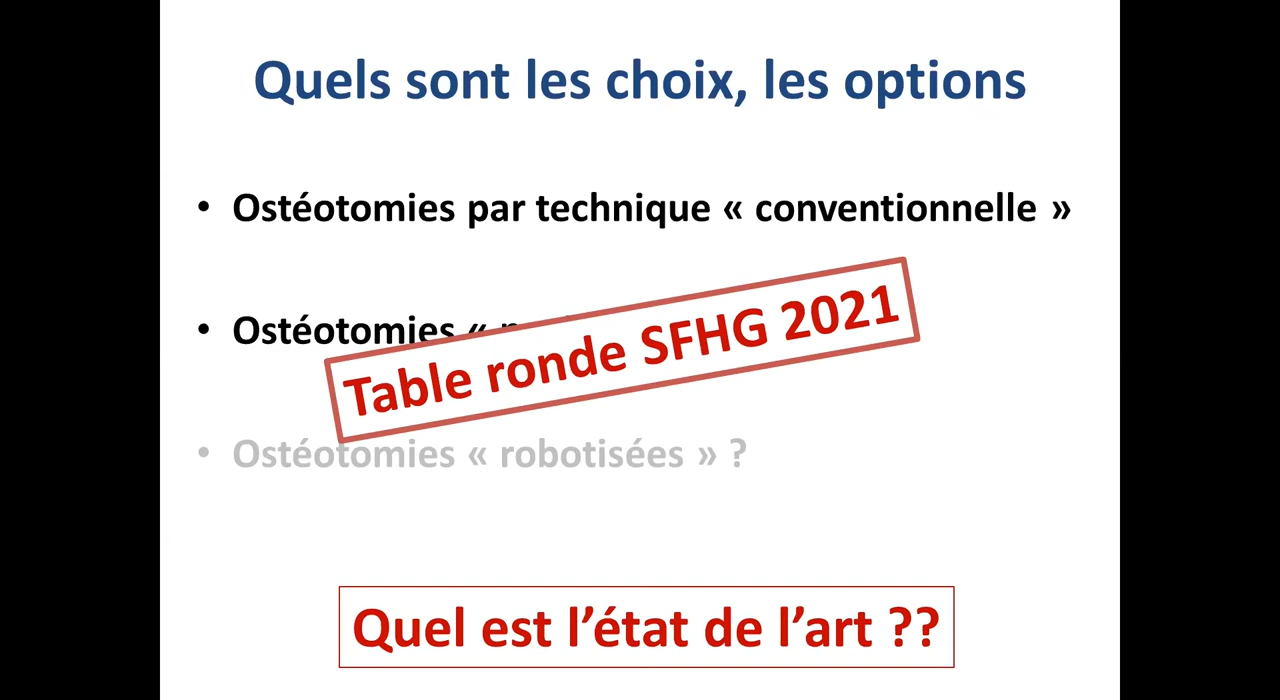 Quels sont les choix, les options
• Ostéotomies par technique « conventionnelle »
• Ostéotomies «
Table ronde SFHG 2021
• Ostéotomies « robotisées » ?
Quel est l’état de l’art ??